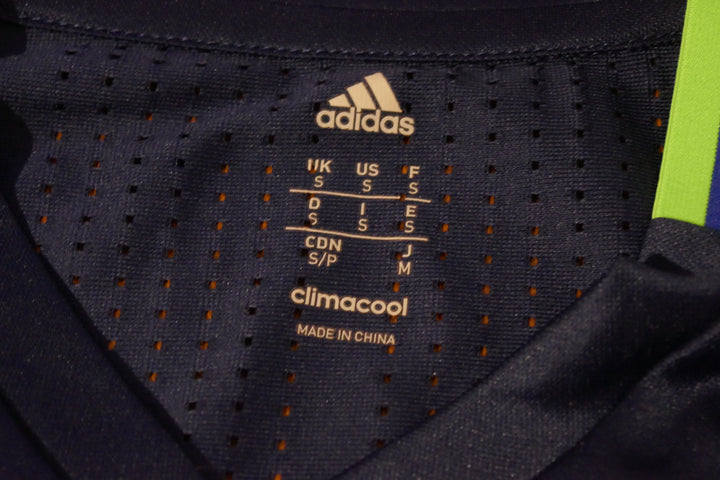 adidas
UK US F
S S S
D I E
S S S
CDN J
S/P M
climacool
MADE IN CHINA